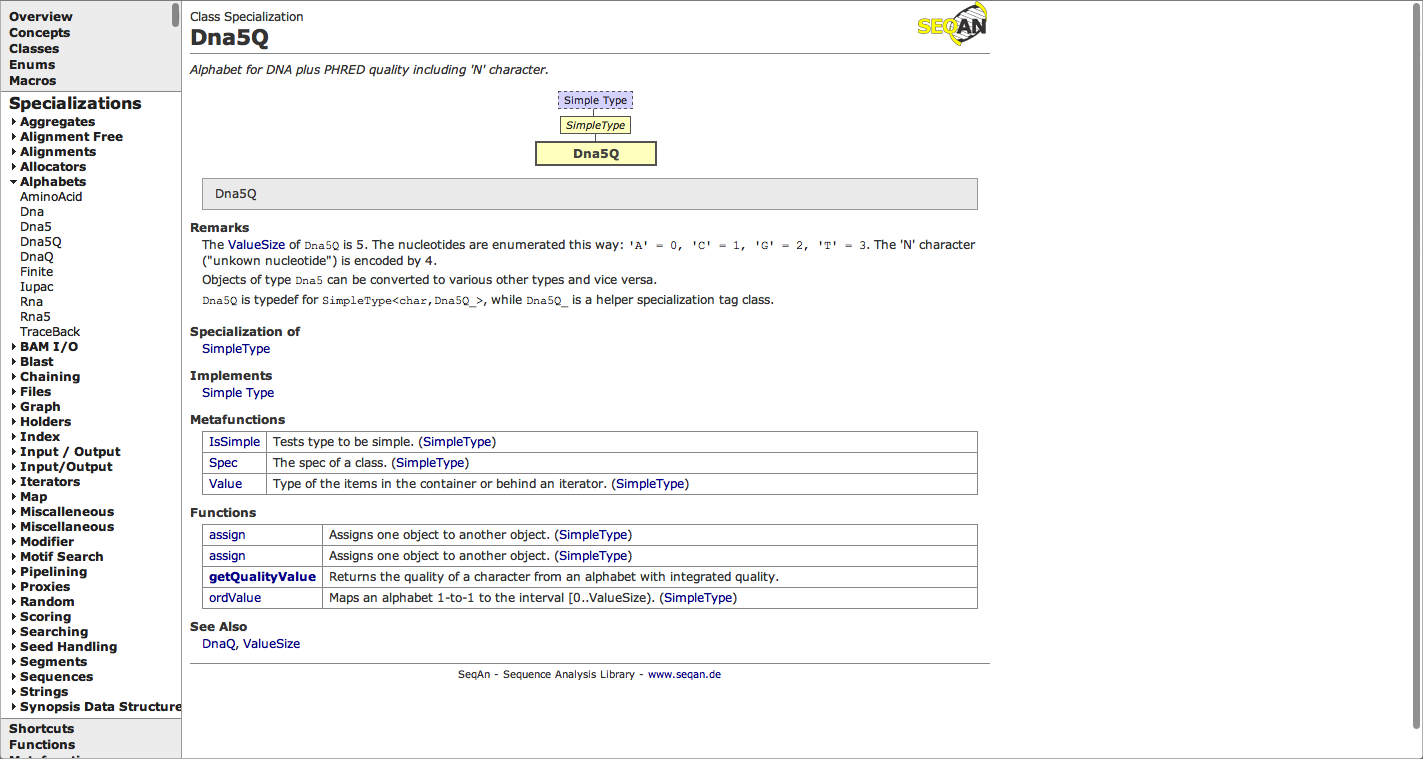 Overview
Concepts
Classes
Enums
Macros
Specializations
Aggregates
Alignment Free
Alignments
Allocators
Alphabets
AminoAcid
Dna
Dna5
Dna5Q
DnaQ
Finite
Iupac
Rna
Rna5
TraceBack
BAM I/O
Blast
Chaining
Files
Graph
Holders
Index
Input / Output
Input/Output
Iterators
Map
Miscalleneous
Miscellaneous
Modifier
Motif Search
Pipelining
Proxies
Random
Scoring
Searching
Seed Handling
Segments
Sequences
Strings
Synopsis Data Structure
Shortcuts
Functions
Class Specialization
SEQAN
Dna5Q
Alphabet for DNA plus PHRED quality including 'N' character.
Simple Type
SimpleType
Dna5Q
Dna5Q
Remarks
The ValueSize of Dna5Q is 5. The nucleotides are enumerated this way: 'A' = 0, 'C' = 1, 'G' = 2, 'T' = 3. The 'N' character
("unkown nucleotide") is encoded by 4.
Objects of type Dna5 can be converted to various other types and vice versa.
Dna5Q is typedef for SimpleType<char,Dna5Q_>, while Dna5Q_ is a helper specialization tag class.
Specialization of
SimpleType
Implements
Simple Type
Metafunctions
IsSimple Tests type to be simple. (SimpleType)
Spec The spec of a class. (SimpleType)
Value Type of the items in the container or behind an iterator. (SimpleType)
Functions
assign Assigns one object to another object. (SimpleType)
assign Assigns one object to another object. (SimpleType)
getQualityValue Returns the quality of a character from an alphabet with integrated quality.
ordValue Maps an alphabet 1-to-1 to the interval [0..ValueSize). (SimpleType)
See Also
DnaQ, ValueSize
SeqAn - Sequence Analysis Library - www.seqan.de